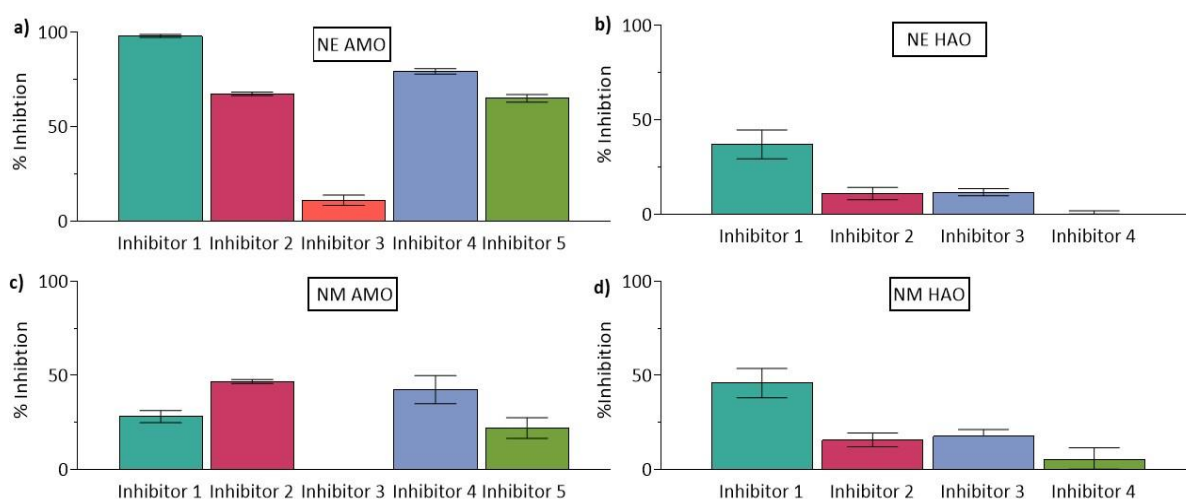 a)
NE AMO
% Inhibtion
100
50
0
Inhibitor 1 Inhibitor 2 Inhibitor 3 Inhibitor 4 Inhibitor 5
b)
NE HAO
% Inhibtion
100
50
0
Inhibitor 1 Inhibitor 2 Inhibitor 3 Inhibitor 4
c)
NM AMO
% Inhibtion
100
50
0
Inhibitor 1 Inhibitor 2 Inhibitor 3 Inhibitor 4 Inhibitor 5
d)
NM HAO
%Inhibition
100
50
0
Inhibitor 1 Inhibitor 2 Inhibitor 3 Inhibitor 4